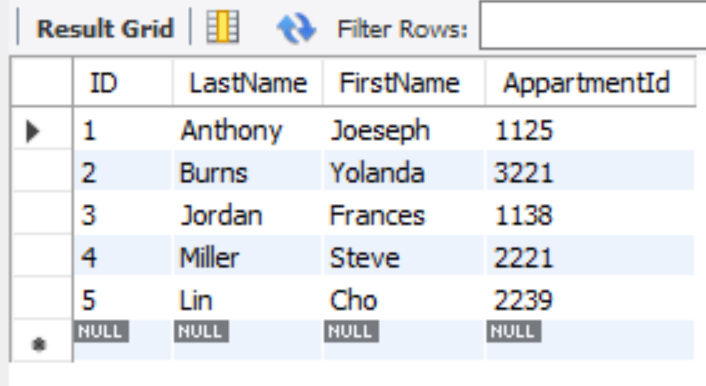 Result Grid Filter Rows:
ID LastName FirstName AppartmentId
1 Anthony Joeseph 1125
2 Burns Yolanda 3221
3 Jordan Frances 1138
4 Miller Steve 2221
5 Lin Cho 2239
NULL NULL NULL NULL